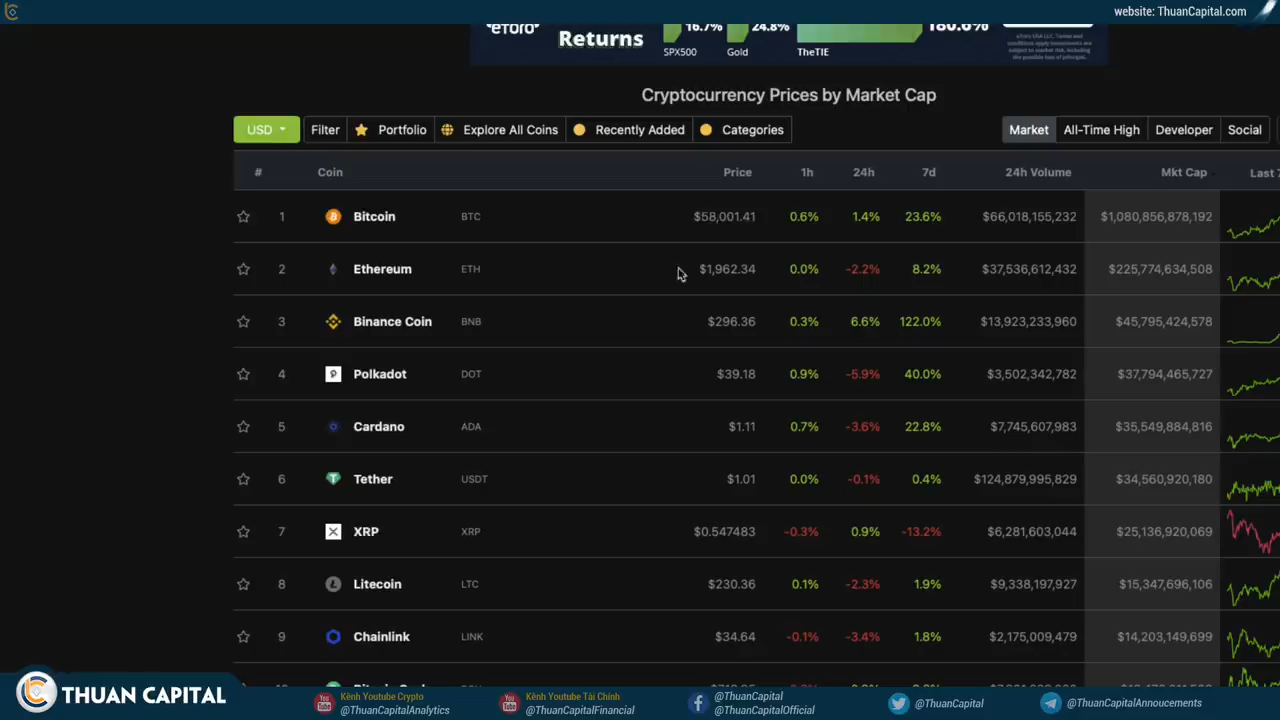 website: ThuanCapital.com
eToro
Returns
16.7%
SPX500
24.8%
Gold
TheTIE
180.6%
Cryptocurrency Prices by Market Cap
USD Filter Portfolio Explore All Coins Recently Added Categories Market All-Time High Developer Social
# Coin Price 1h 24h 7d 24h Volume Mkt Cap Last 7
1 Bitcoin BTC $58,001.41 0.6% 1.4% 23.6% $66,018,155,232 $1,080,856,878,192
2 Ethereum ETH $1,962.34 0.0% -2.2% 8.2% $37,536,612,432 $225,774,634,508
3 Binance Coin BNB $296.36 0.3% 6.6% 122.0% $13,923,233,960 $45,795,424,578
4 Polkadot DOT $39.18 0.9% -5.9% 40.0% $3,502,342,782 $37,794,465,727
5 Cardano ADA $1.11 0.7% -3.6% 22.8% $7,745,607,983 $35,549,884,816
6 Tether USDT $1.01 0.0% -0.1% 0.4% $124,879,995,829 $34,560,920,180
7 XRP XRP $0.547483 -0.3% 0.9% -13.2% $6,281,603,044 $25,136,920,069
8 Litecoin LTC $230.36 0.1% -2.3% 1.9% $9,338,197,927 $15,347,696,106
9 Chainlink LINK $34.64 -0.1% -3.4% 1.8% $2,175,009,479 $14,203,149,699
THUAN CAPITAL
Kênh Youtube Crypto
@ThuanCapitalAnalytics
Kênh Youtube Tài Chính
@ThuanCapitalFinancial
@ThuanCapital
@ThuanCapitalOfficial
@ThuanCapital
@ThuanCapitalAnnoucements